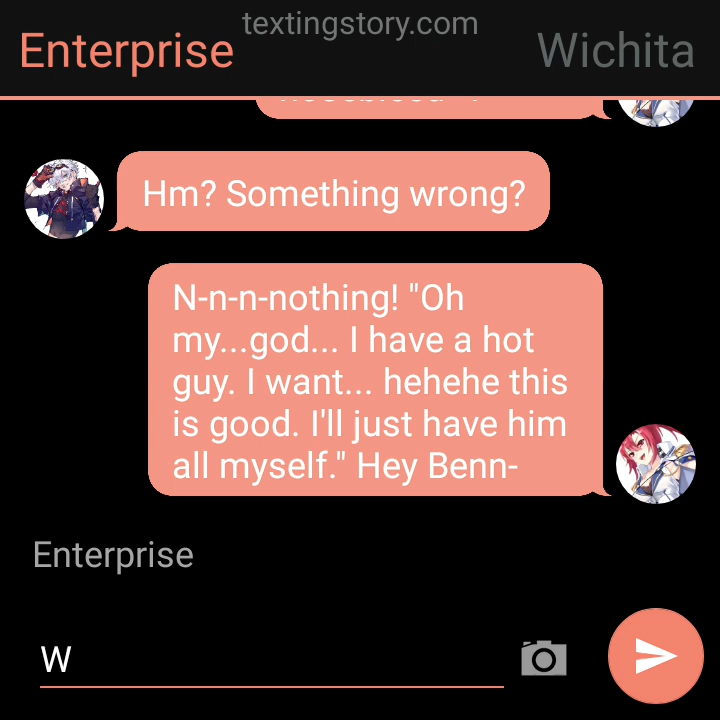 textingstory.com
Enterprise
Wichita
Hm? Something wrong?
N-n-n-nothing! "Oh
my...god... I have a hot
guy. I want... hehehe this
is good. I'll just have him
all myself." Hey Benn-
Enterprise
W